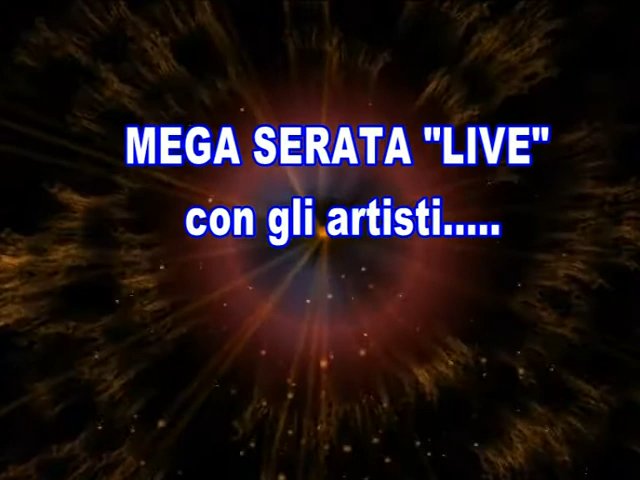 MEGA SERATA "LIVE"
con gli artisti.....